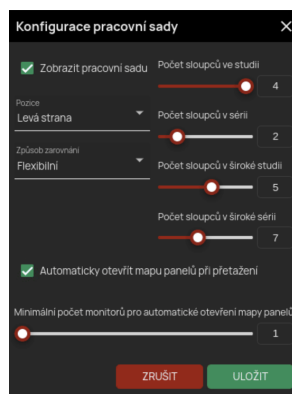 Konfigurace pracovní sady
Zobrazit pracovní sadu
Pozice
Levá strana
Způsob zarovnání
Flexibilní
Počet sloupců ve studii
4
Počet sloupců v sérii
2
Počet sloupců v široké studii
5
Počet sloupců v široké sérii
7
Automaticky otevřít mapu panelů při přetažení
Minimální počet monitorů pro automatické otevření mapy panelů
1
ZRUŠIT
ULOŽIT